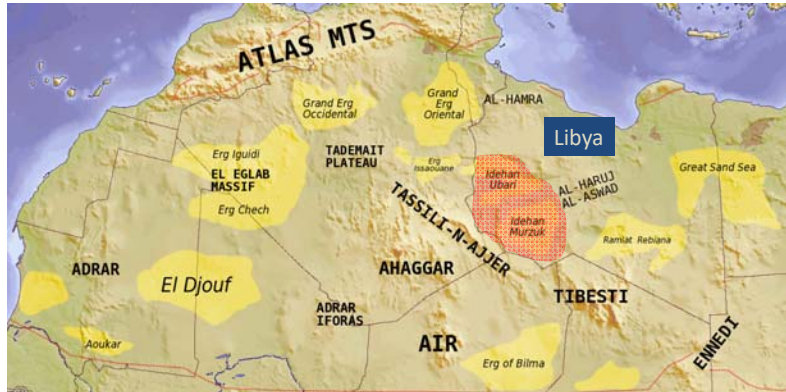 ATLAS MTS
Grand Erg
Occidental
Grand
Erg
Oriental
AL-HAMRA
Libya
Erg Iguidi
TADEMAIT
PLATEAU
Erg
Issaouane
Idehan
Ubari
Great Sand Sea
EL EGLAB
MASSIF
AL-HARUJ
AL-ASWAD
Erg Chech
TASSILI-N-AJJER
Idehan
Murzuk
Ramlat Rebiana
ADRAR
El Djouf
AHAGGAR
TIBESTI
ADRAR
IFORAS
Aoukar
AIR
Erg of Bilma
ENNEDI